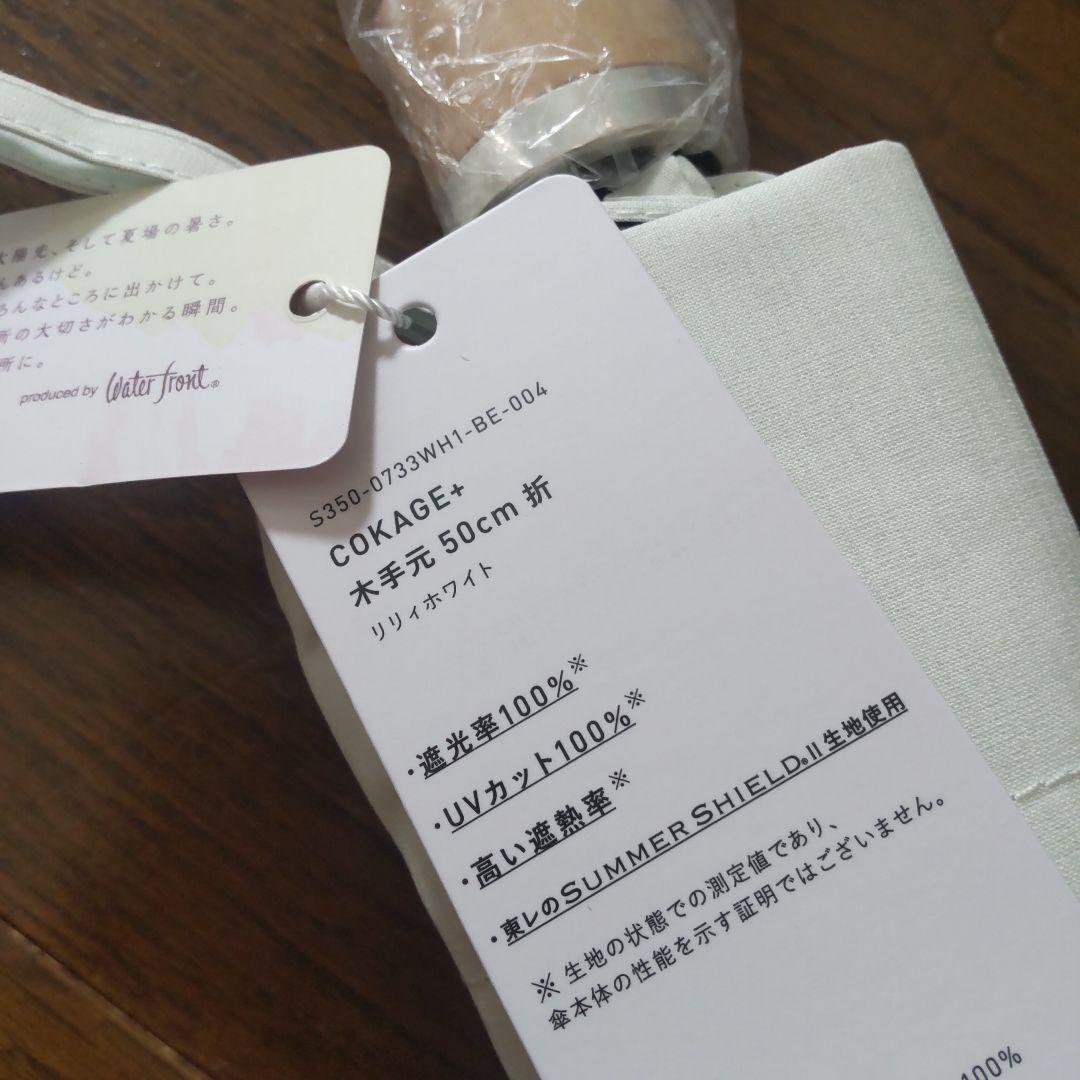 太陽光、そして夏場の暑さ。
もあるけど。
ろんなところに出かけて。
所の大切さがわかる瞬間。
所に。
produced by Water front®
S350-0733WH1-BE-004
COKAGE+
木手元 50cm 折
リリィホワイト
・遮光率100%※
・UVカット100%※
・高い遮熱率※
・東レのSUMMER SHIELD®II生地使用
※ 生地の状態での測定値であり、
傘本体の性能を示す証明ではございません。
100%